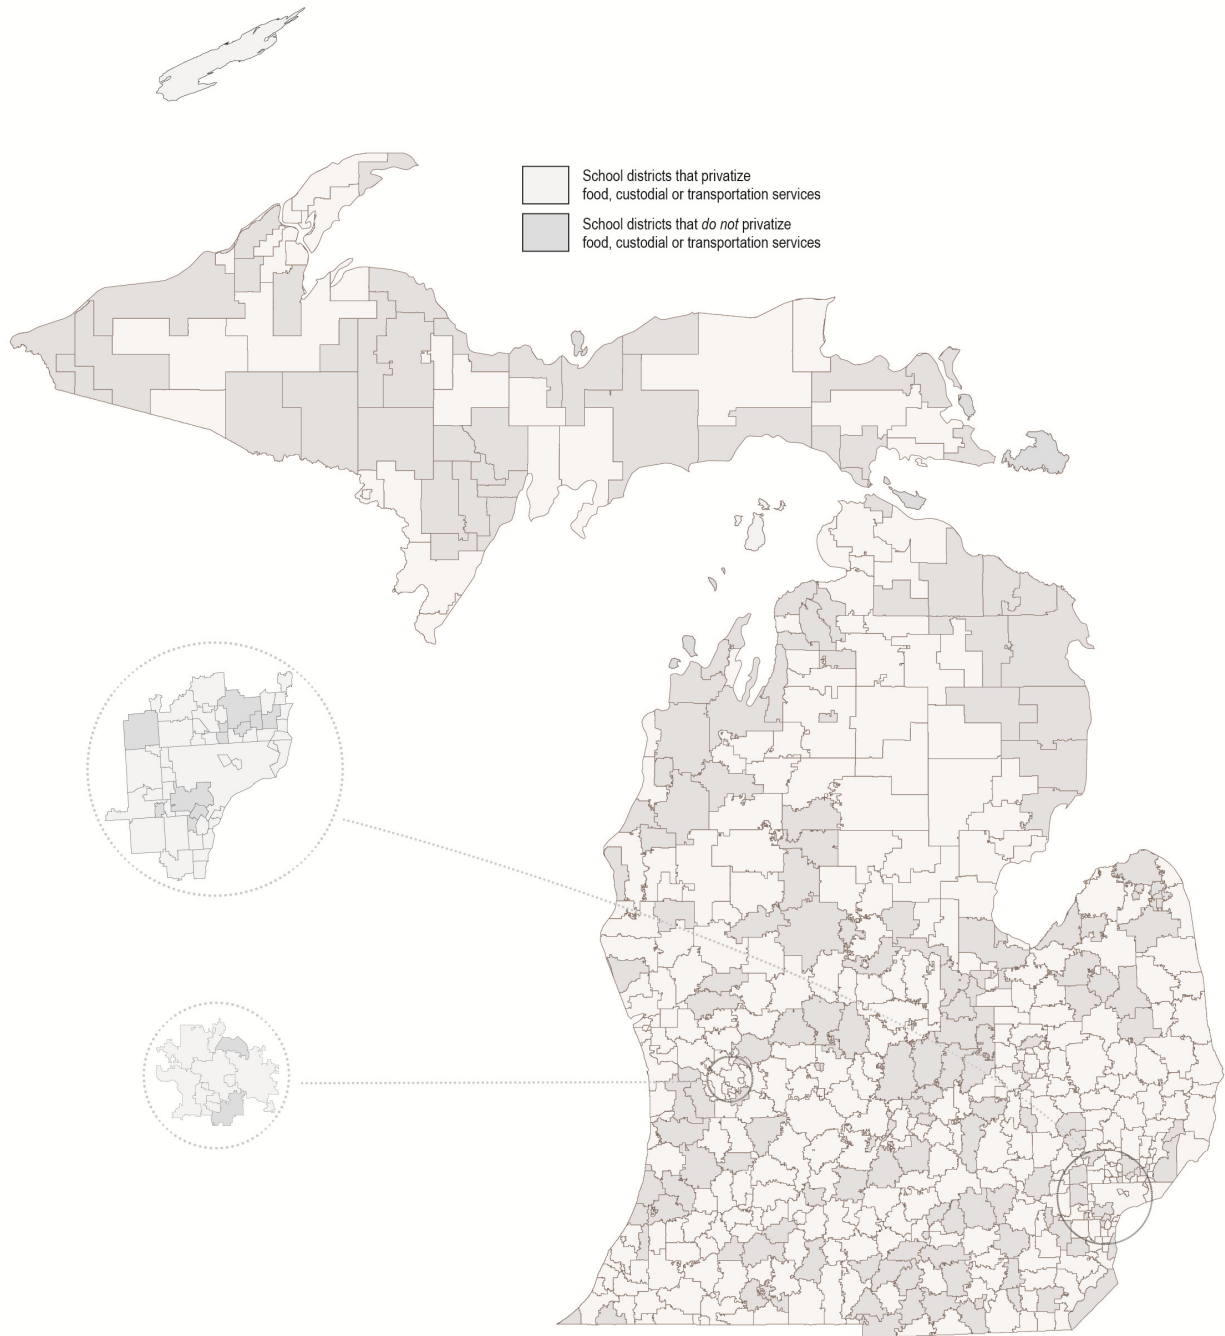 School districts that privatize
food, custodial or transportation services
School districts that do not privatize
food, custodial or transportation services